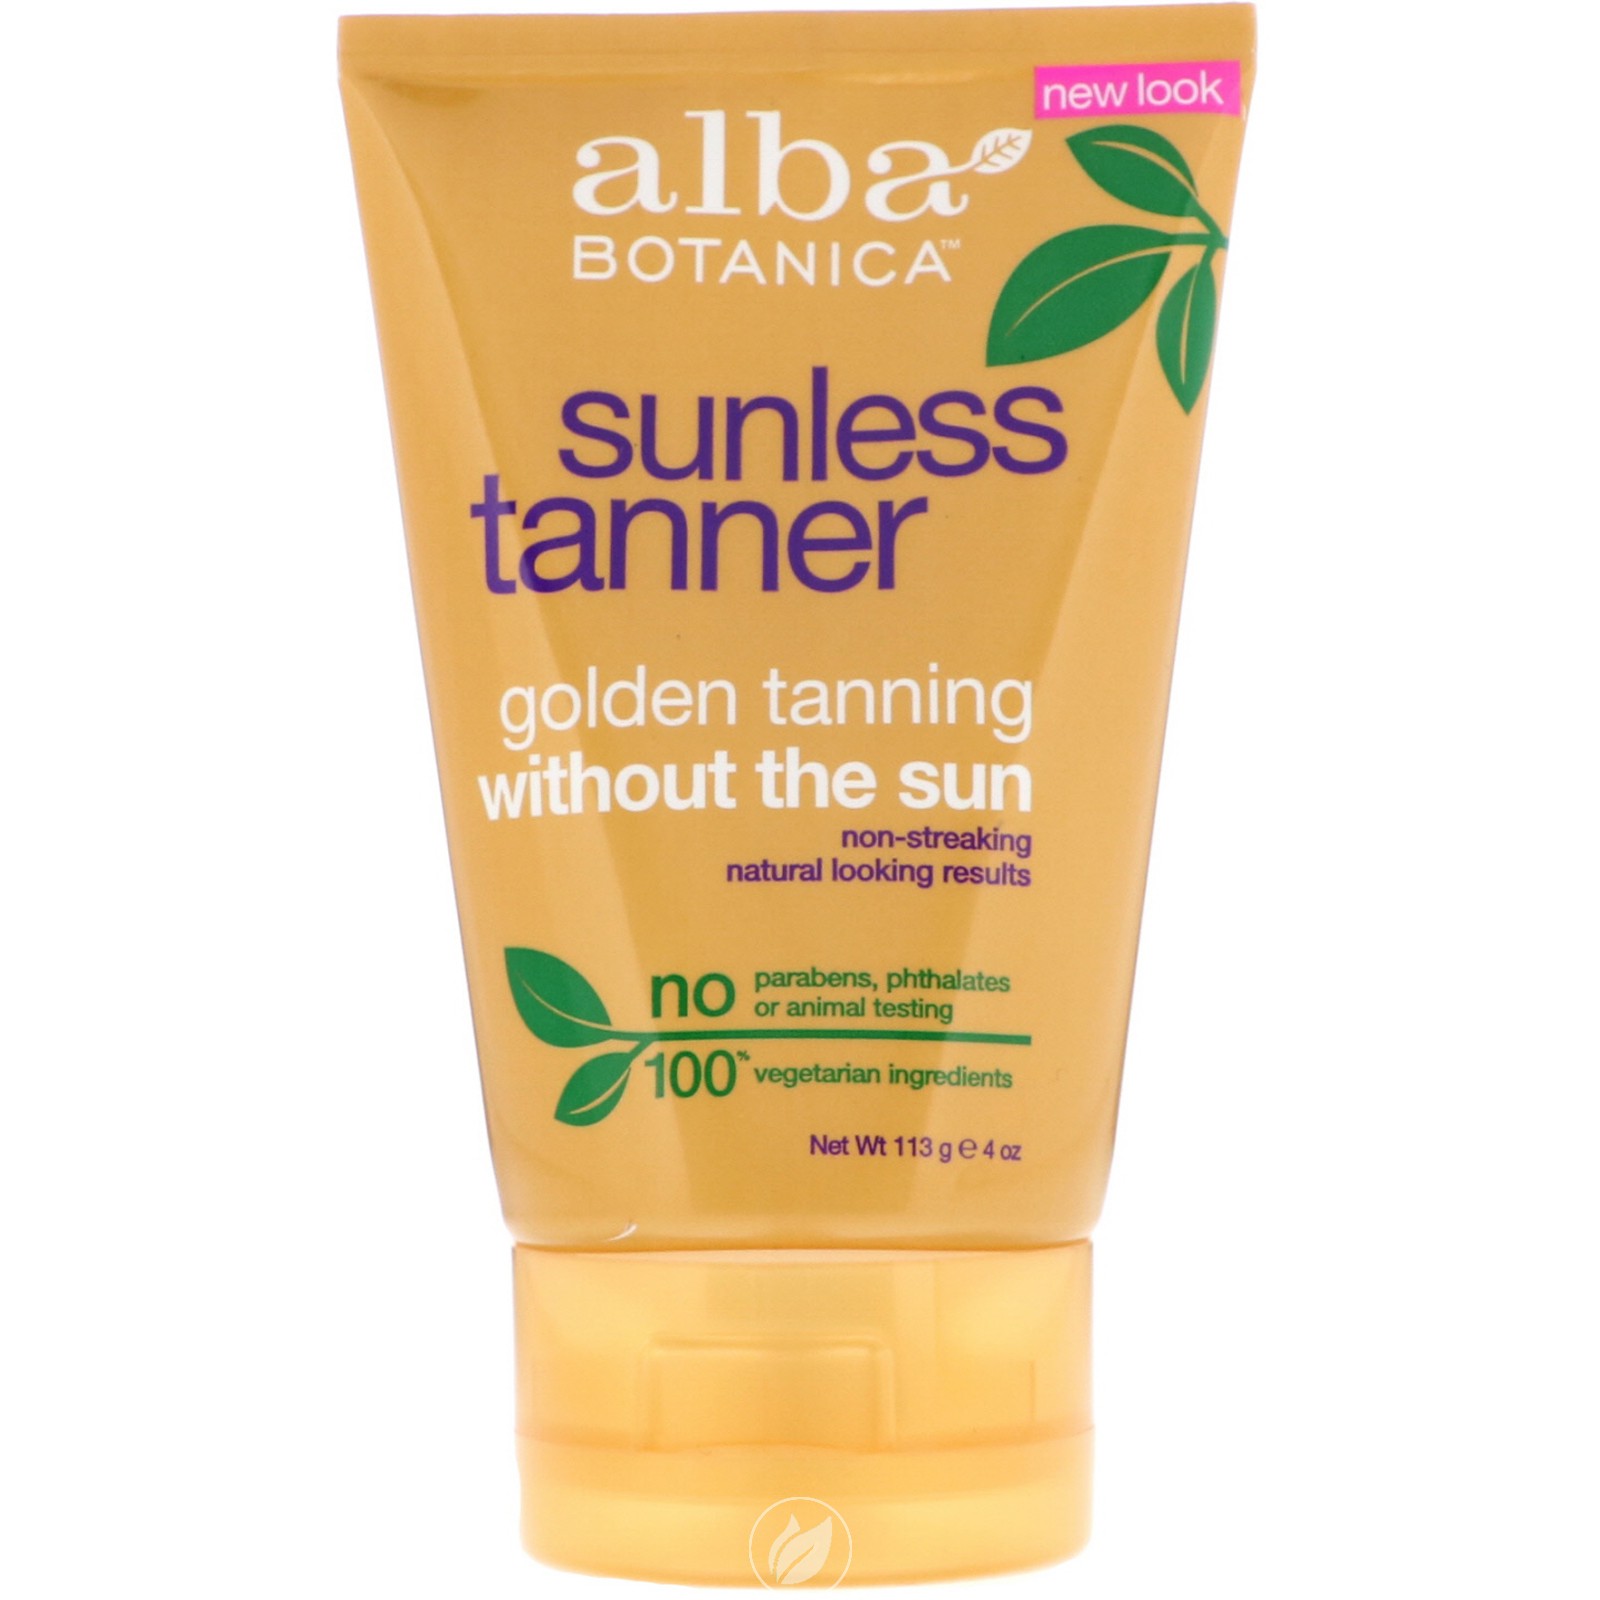 new look
alba
BOTANICA™
sunless
tanner
golden tanning
without the sun
non-streaking
natural looking results
no parabens, phthalates
or animal testing
100% vegetarian ingredients
Net Wt 113 g ℮ 4 oz